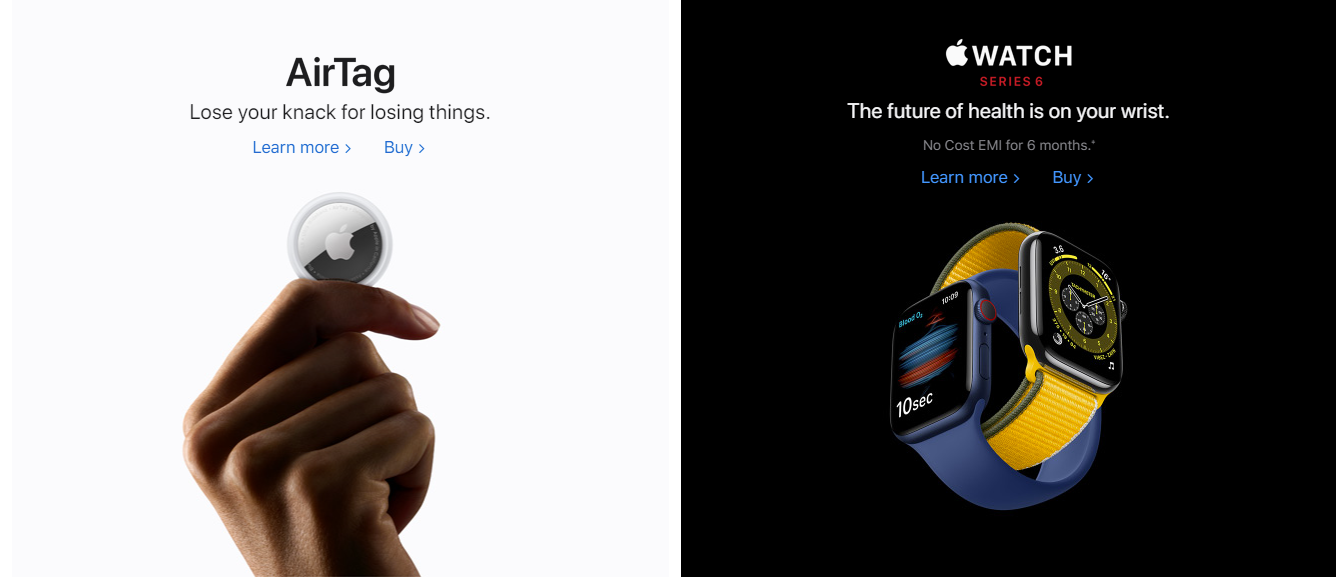 AirTag
Lose your knack for losing things.
Learn more >
Buy >
WATCH
SERIES 6
The future of health is on your wrist.
No Cost EMI for 6 months.*
Learn more >
Buy >
10:09
Blood O₂
10sec
3.6
16°
TACHYMETER